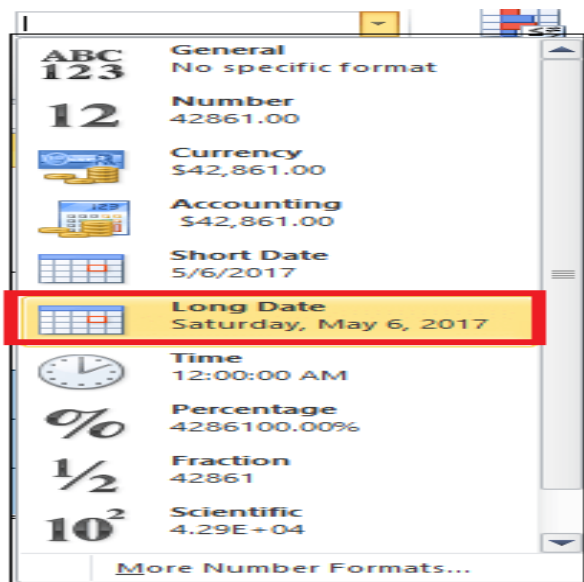 ABC
123
General
No specific format
12
Number
42861.00
Currency
$42,861.00
123
Accounting
$42,861.00
Short Date
5/6/2017
Long Date
Saturday, May 6, 2017
Time
12:00:00 AM
%
Percentage
4286100.00%
½
Fraction
42861
10²
Scientific
4.29E+04
More Number Formats...